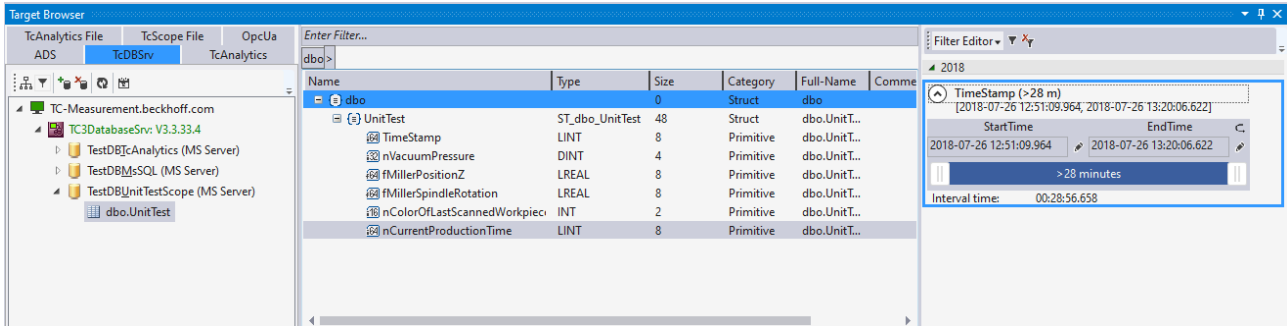 Target Browser
TcAnalytics File TcScope File OpcUa
ADS TcDBSrv TcAnalytics
TC-Measurement.beckhoff.com
TC3DatabaseSrv: V3.3.33.4
TestDBTcAnalytics (MS Server)
TestDBMsSQL (MS Server)
TestDBUnitTestScope (MS Server)
dbo.UnitTest
Enter Filter...
dbo >
Name Type Size Category Full-Name Comme
dbo 0 Struct dbo
UnitTest ST_dbo_UnitTest 48 Struct dbo.UnitT...
TimeStamp LINT 8 Primitive dbo.UnitT...
nVacuumPressure DINT 4 Primitive dbo.UnitT...
fMillerPositionZ LREAL 8 Primitive dbo.UnitT...
fMillerSpindleRotation LREAL 8 Primitive dbo.UnitT...
nColorOfLastScannedWorkpiec INT 2 Primitive dbo.UnitT...
nCurrentProductionTime LINT 8 Primitive dbo.UnitT...
Filter Editor
2018
TimeStamp (>28 m)
[2018-07-26 12:51:09.964, 2018-07-26 13:20:06.622]
StartTime EndTime
2018-07-26 12:51:09.964 2018-07-26 13:20:06.622
>28 minutes
Interval time: 00:28:56.658